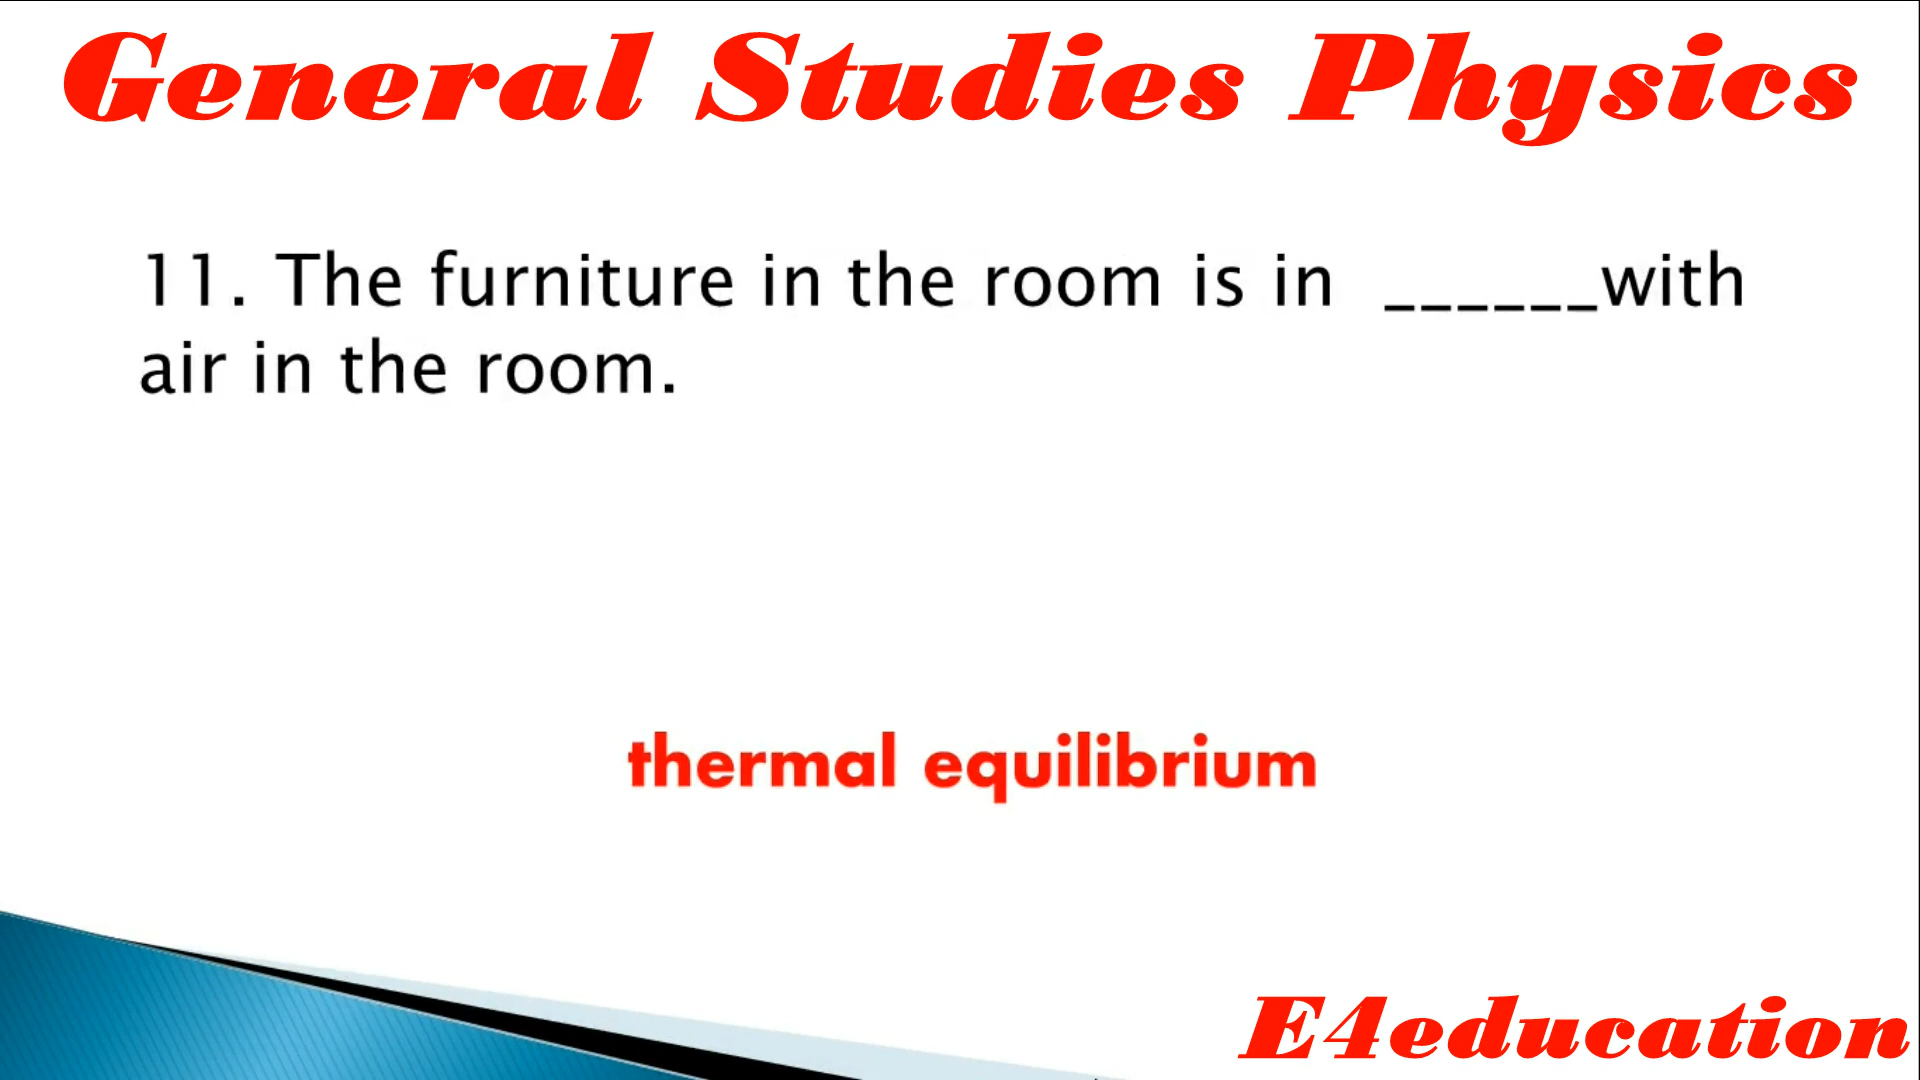 General Studies Physics
11. The furniture in the room is in ______with
air in the room.
thermal equilibrium
E4education